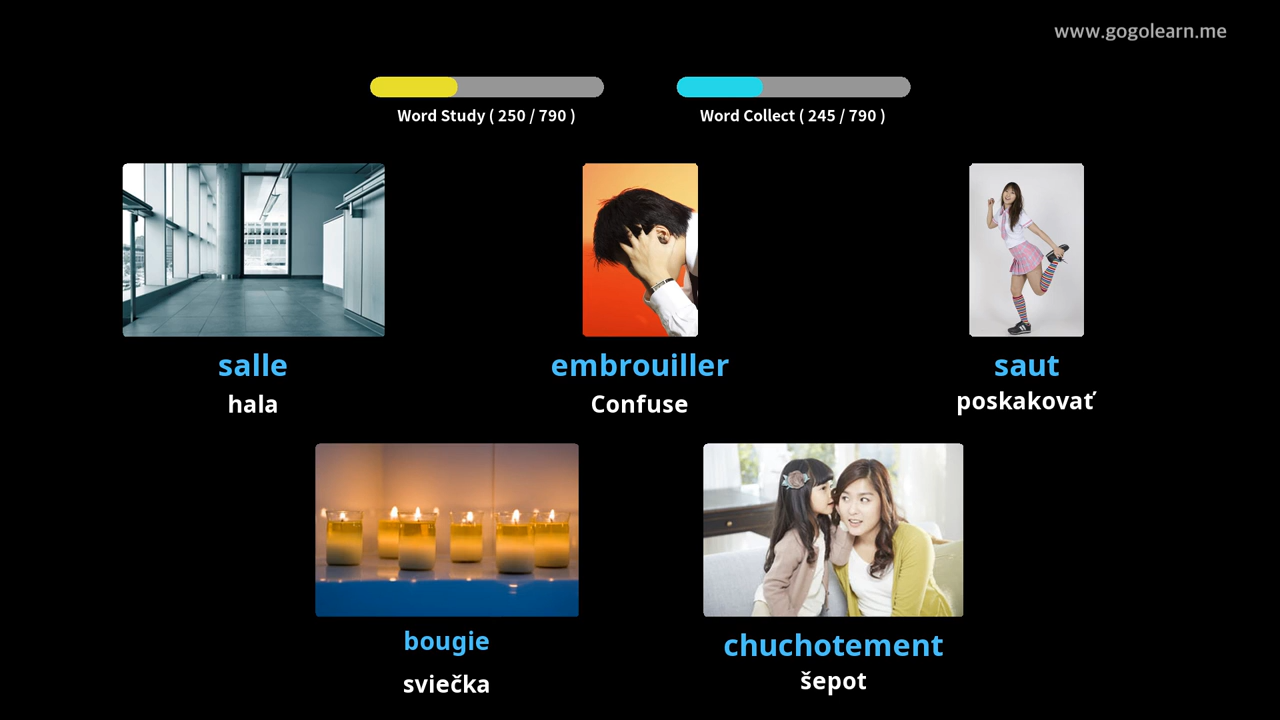 www.gogolearn.me
Word Study ( 250 / 790 )
Word Collect ( 245 / 790 )
salle
hala
embrouiller
Confuse
saut
poskakovať
bougie
sviečka
chuchotement
šepot